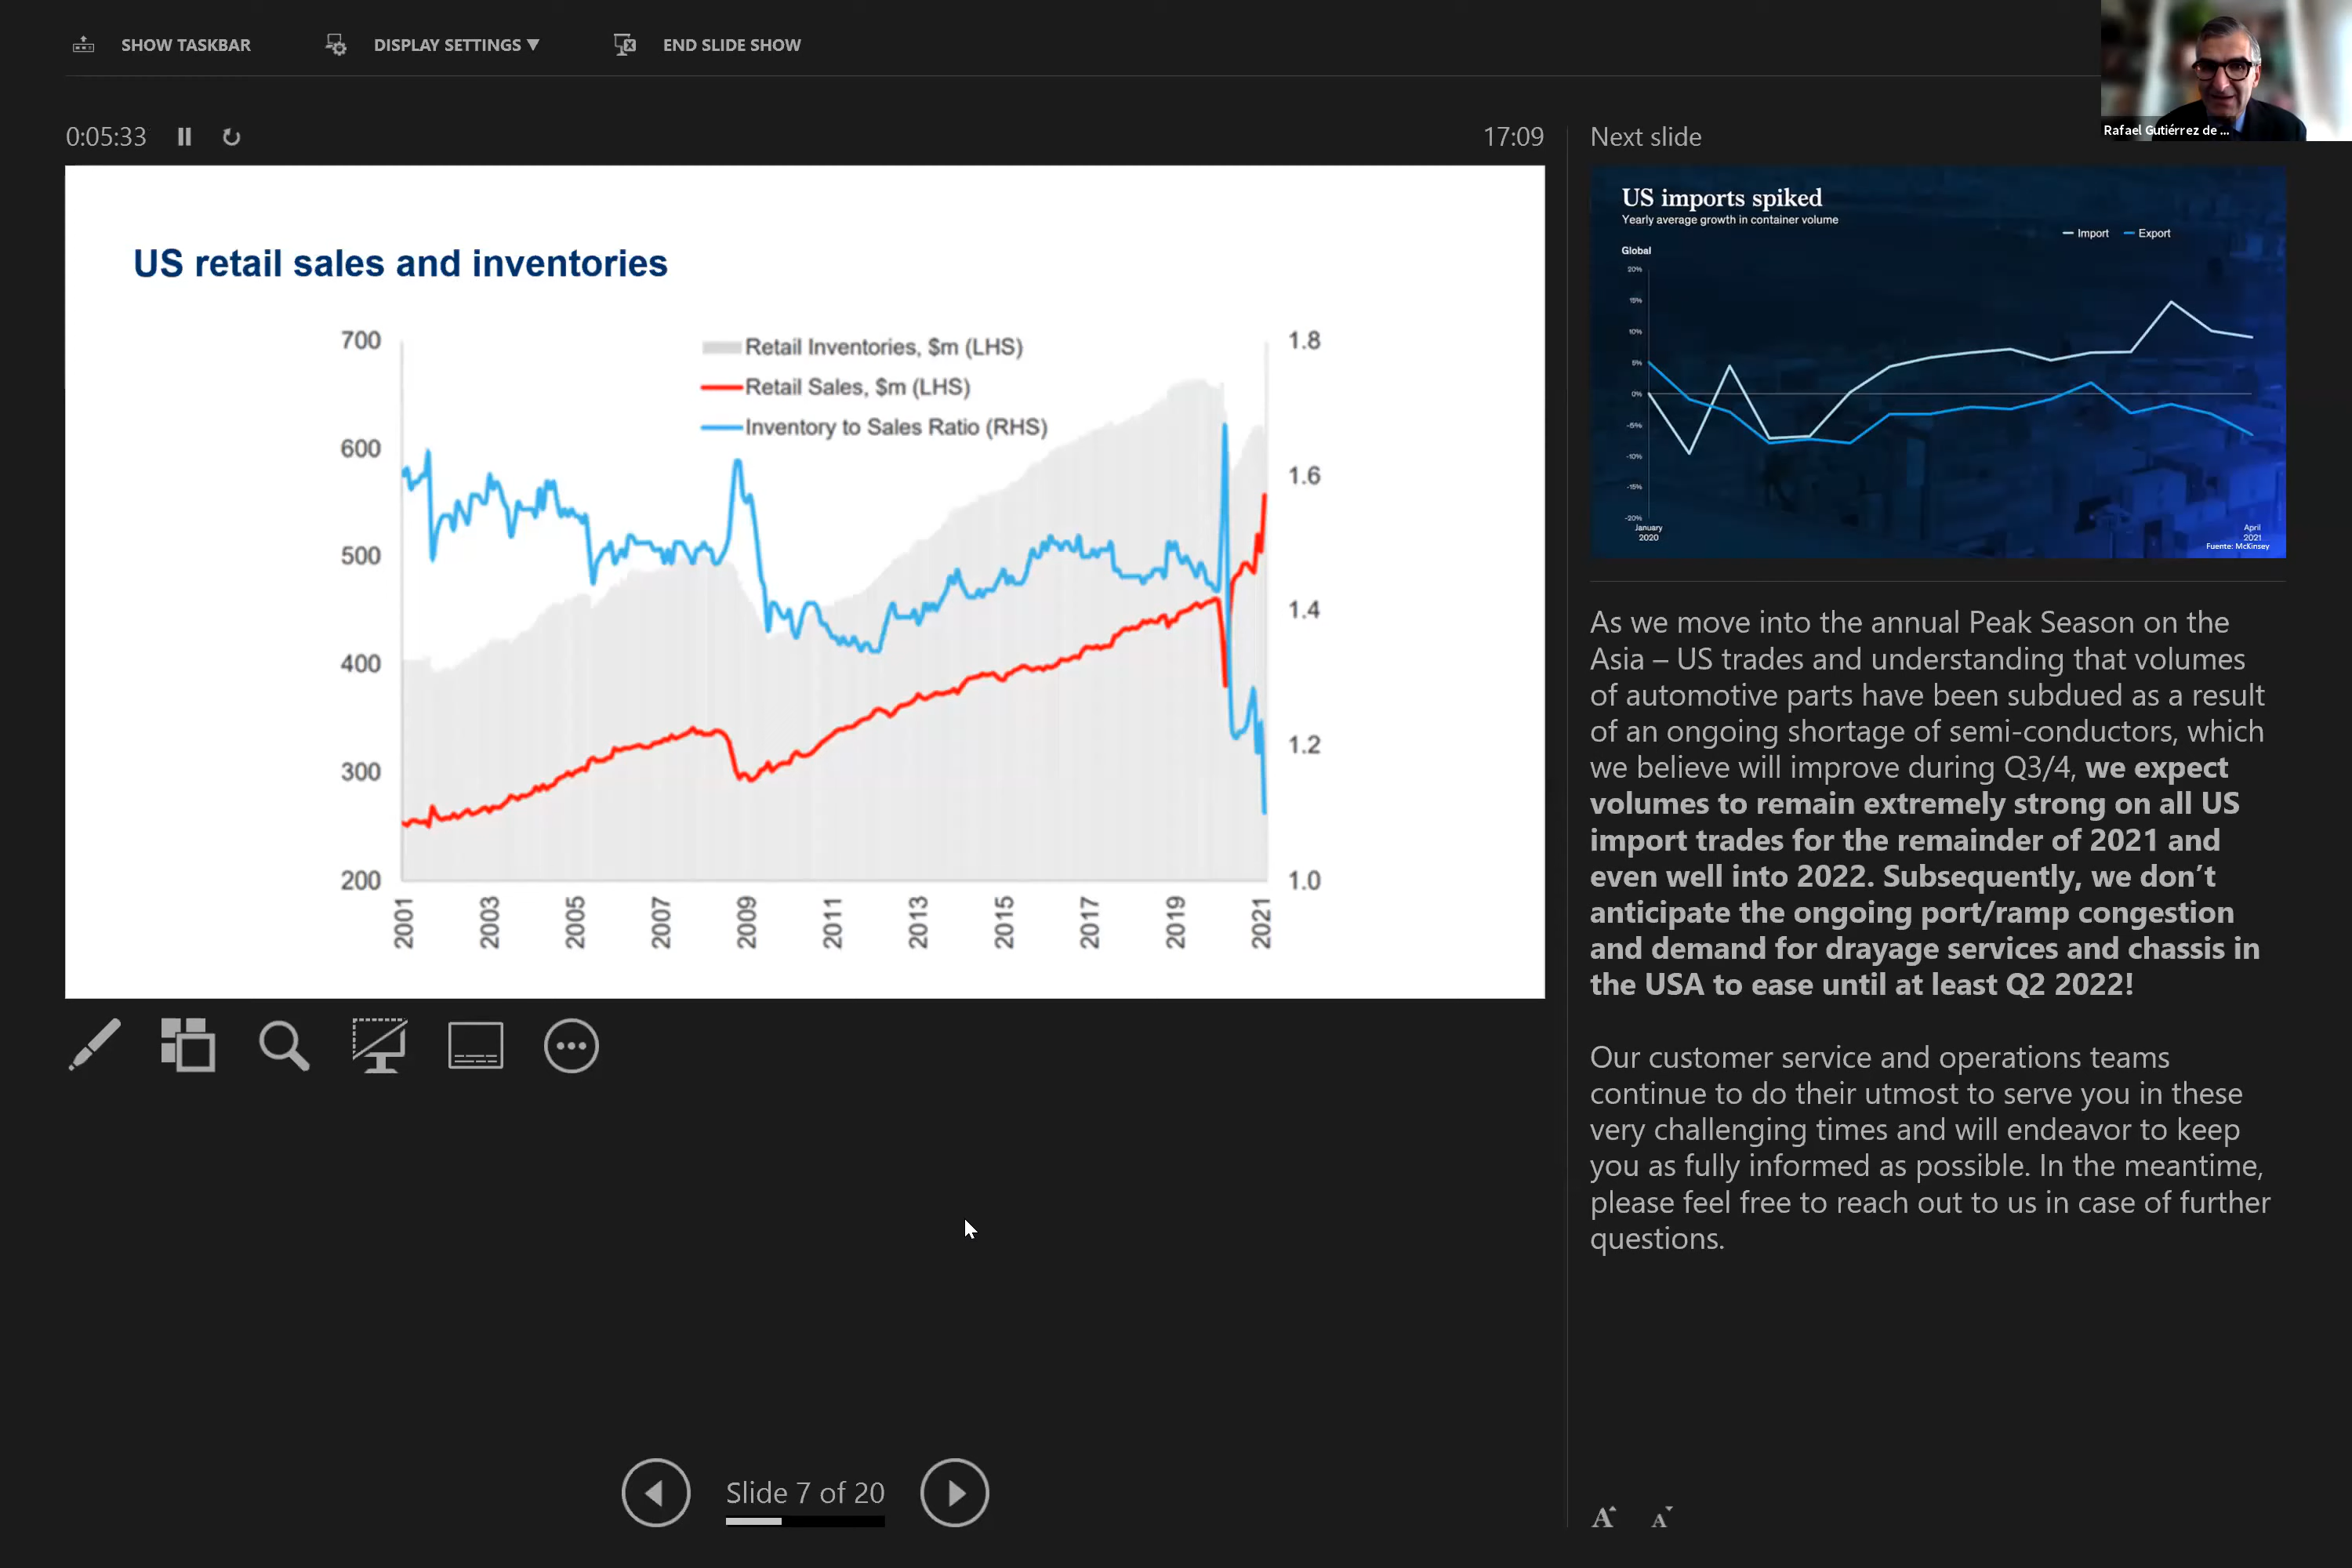 SHOW TASKBAR
DISPLAY SETTINGS ▼
END SLIDE SHOW
Rafael Gutiérrez de ...
0:05:33
17:09
Next slide
US retail sales and inventories
700
600
500
400
300
200
Retail Inventories, $m (LHS)
Retail Sales, $m (LHS)
Inventory to Sales Ratio (RHS)
1.8
1.6
1.4
1.2
1.0
2001
2003
2005
2007
2009
2011
2013
2015
2017
2019
2021
US imports spiked
Yearly average growth in container volume
Import
Export
Global
20%
15%
10%
5%
0%
-5%
-10%
-15%
-20%
January
2020
April
2021
Fuente: McKinsey
As we move into the annual Peak Season on the
Asia – US trades and understanding that volumes
of automotive parts have been subdued as a result
of an ongoing shortage of semi-conductors, which
we believe will improve during Q3/4, we expect
volumes to remain extremely strong on all US
import trades for the remainder of 2021 and
even well into 2022. Subsequently, we don’t
anticipate the ongoing port/ramp congestion
and demand for drayage services and chassis in
the USA to ease until at least Q2 2022!
Our customer service and operations teams
continue to do their utmost to serve you in these
very challenging times and will endeavor to keep
you as fully informed as possible. In the meantime,
please feel free to reach out to us in case of further
questions.
Slide 7 of 20
A
A